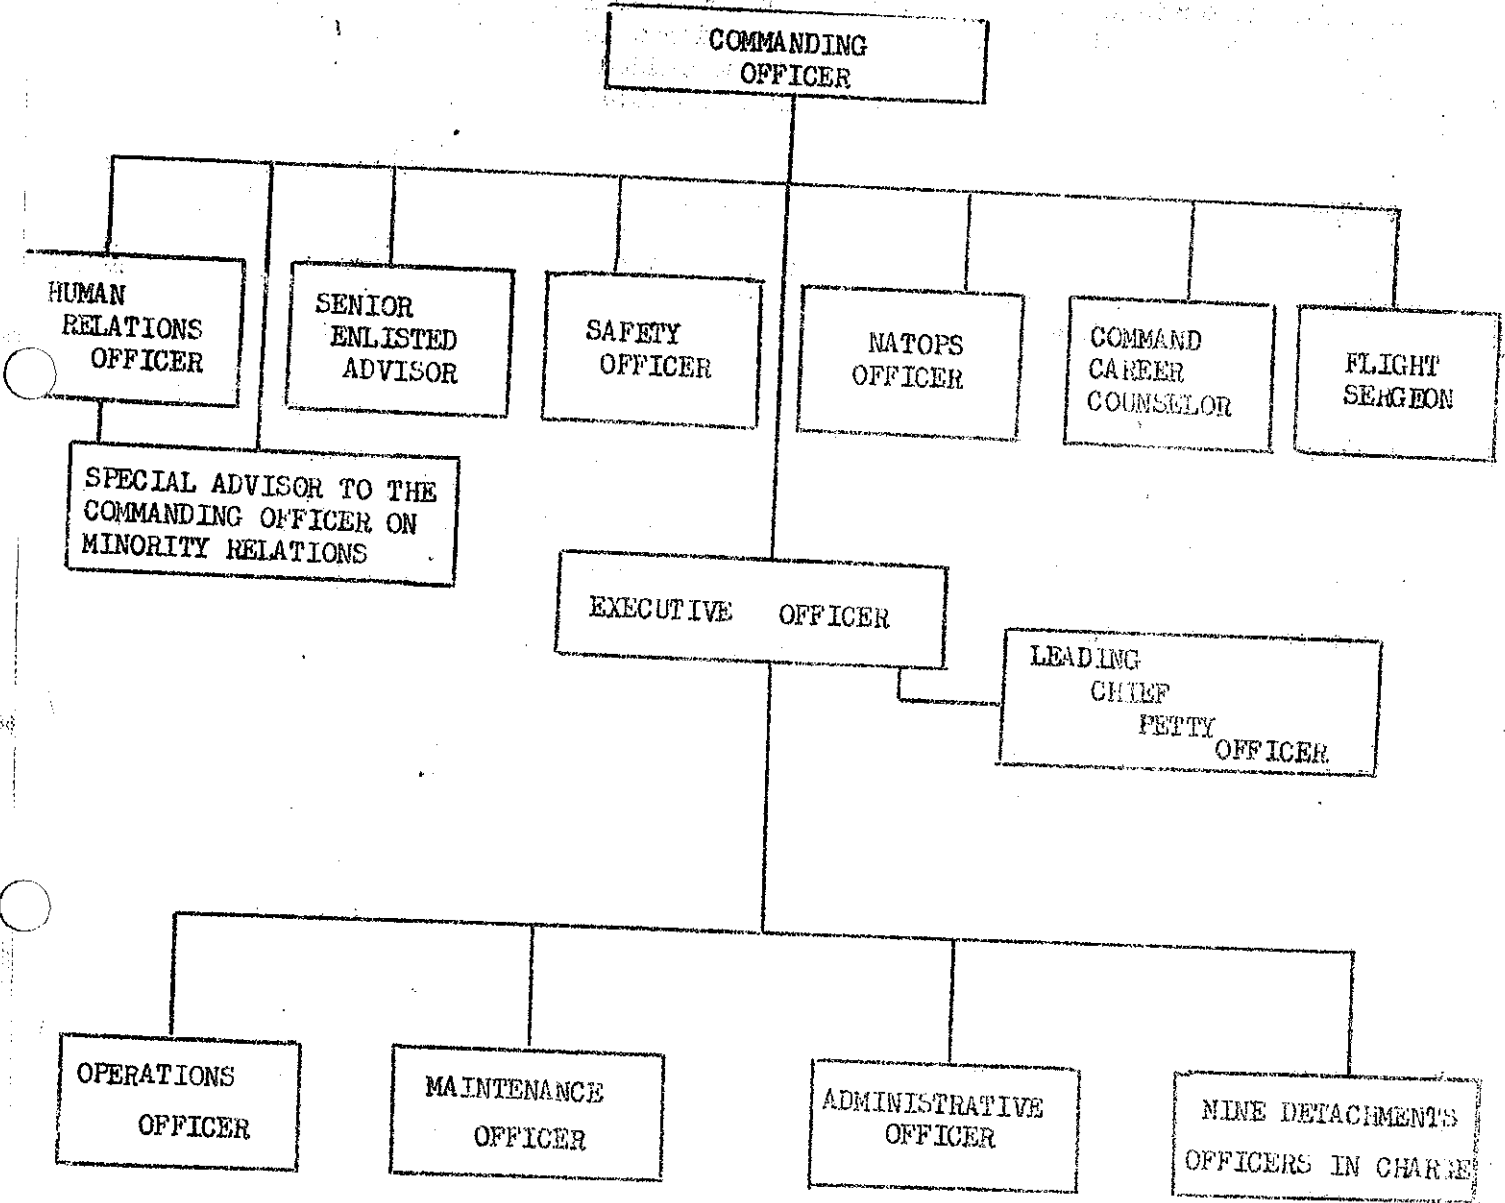 COMMANDING
OFFICER
HUMAN
RELATIONS
OFFICER
SENIOR
ENLISTED
ADVISOR
SAFETY
OFFICER
NATOPS
OFFICER
COMMAND
CAREER
COUNSELOR
FLIGHT
SERGEON
SPECIAL ADVISOR TO THE
COMMANDING OFFICER ON
MINORITY RELATIONS
EXECUTIVE OFFICER
LEADING
CHIEF
PETTY
OFFICER
OPERATIONS
OFFICER
MAINTENANCE
OFFICER
ADMINISTRATIVE
OFFICER
NINE DETACHMENTS
OFFICERS IN CHARGE